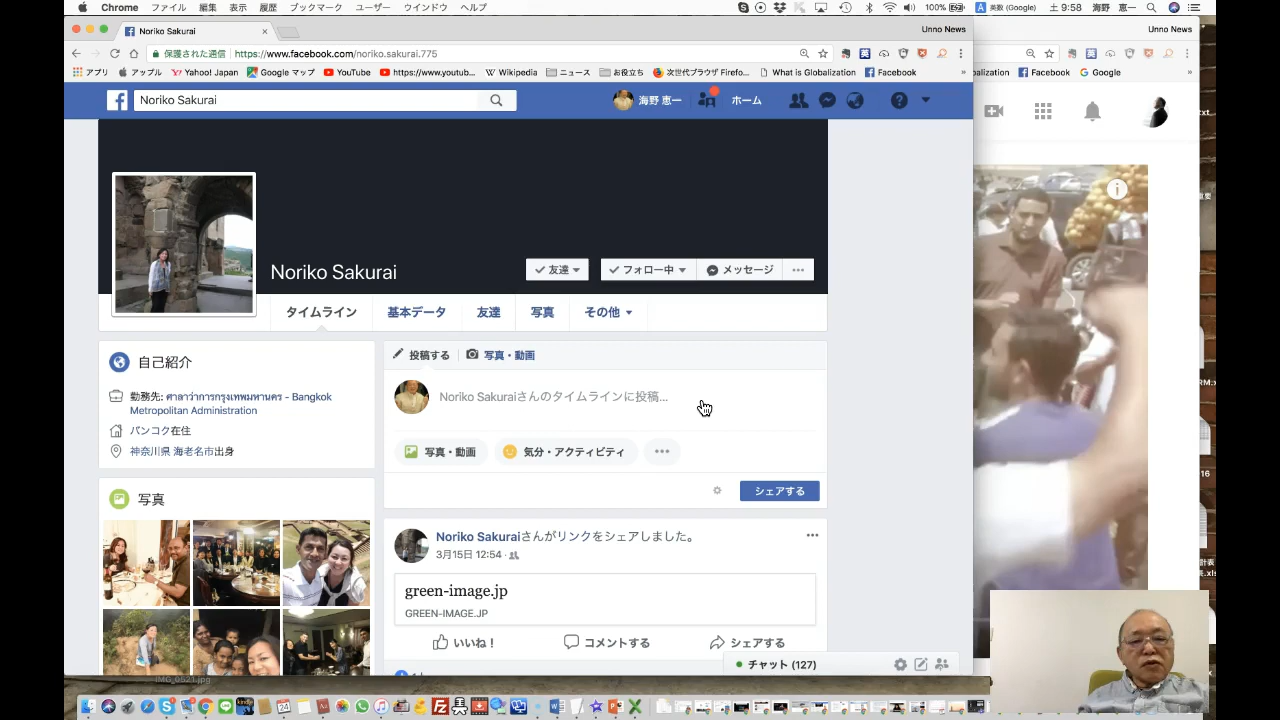 Chrome ファイル 編集 表示 履歴 ブックマーク ユーザー ウインドウ ヘルプ
100% 英数 (Google) 土 9:58 海野 恵一
Noriko Sakurai
Unno News
Unno News
保護された通信 https://www.facebook.com/noriko.sakurai.775
アプリ アップル Yahoo! Japan Google マップ YouTube https://www.youtub... Wikipedia ニュース お役立ち 次世代ブラウザ Firefo... What is Globalization Facebook »
balization Facebook Google »
Noriko Sakurai
海野 恵一
ホーム
Noriko Sakurai
友達
フォロー中
メッセージ
タイムライン
基本データ
友達
写真
その他
自己紹介
勤務先: ศาลาว่าการกรุงเทพมหานคร - Bangkok
Metropolitan Administration
バンコク在住
神奈川県 海老名市出身
写真
投稿する
写真・動画
Noriko Sakuraiさんのタイムラインに投稿...
写真・動画
気分・アクティビティ
シェアする
Noriko Sakuraiさんがリンクをシェアしました。
3月15日 12:54
green-image.jp
GREEN-IMAGE.JP
いいね！
コメントする
シェアする
チャット (127)
IMG_0521.jpg